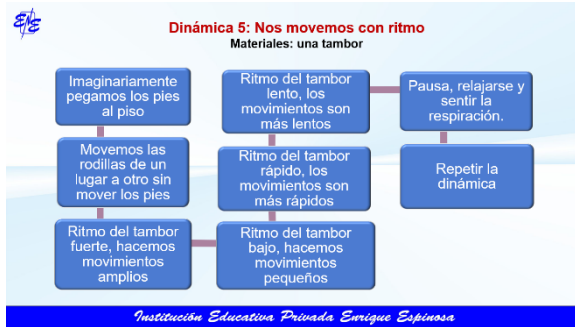 ENE
Dinámica 5: Nos movemos con ritmo
Materiales: una tambor
Imaginariamente
pegamos los pies
al piso
Movemos las
rodillas de un
lugar a otro sin
mover los pies
Ritmo del tambor
fuerte, hacemos
movimientos
amplios
Ritmo del tambor
bajo, hacemos
movimientos
pequeños
Ritmo del tambor
rápido, los
movimientos son
más rápidos
Ritmo del tambor
lento, los
movimientos son
más lentos
Pausa, relajarse y
sentir la
respiración.
Repetir la
dinámica
Institución Educativa Privada Enrique Espinosa